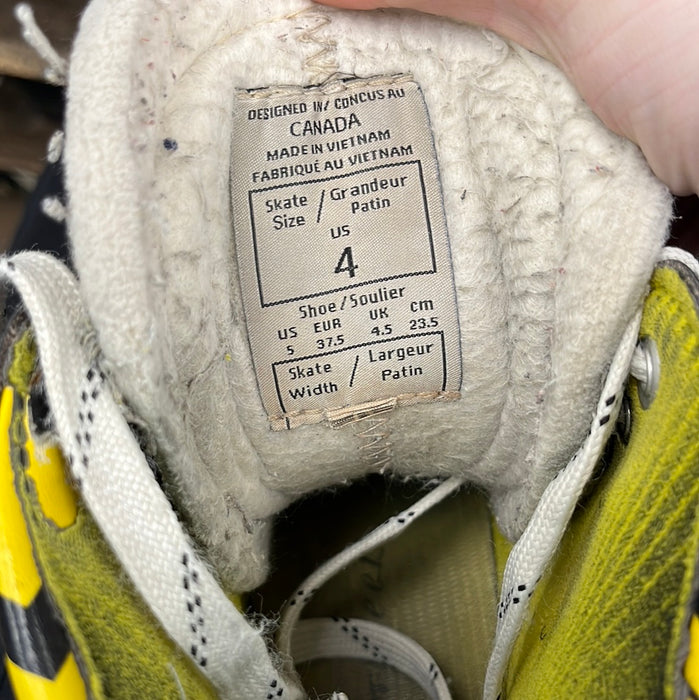 DESIGNED IN/ CONCUS AU
CANADA
MADE IN VIETNAM
FABRIQUÉ AU VIETNAM
Skate Size / Grandeur Patin
US
4
Shoe/Soulier
US EUR UK cm
5 37.5 4.5 23.5
Skate Width / Largeur Patin